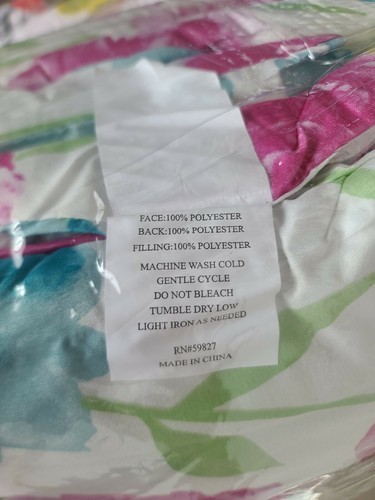 FACE:100% POLYESTER
BACK:100% POLYESTER
FILLING:100% POLYESTER
MACHINE WASH COLD
GENTLE CYCLE
DO NOT BLEACH
TUMBLE DRY LOW
LIGHT IRON AS NEEDED
RN#59827
MADE IN CHINA